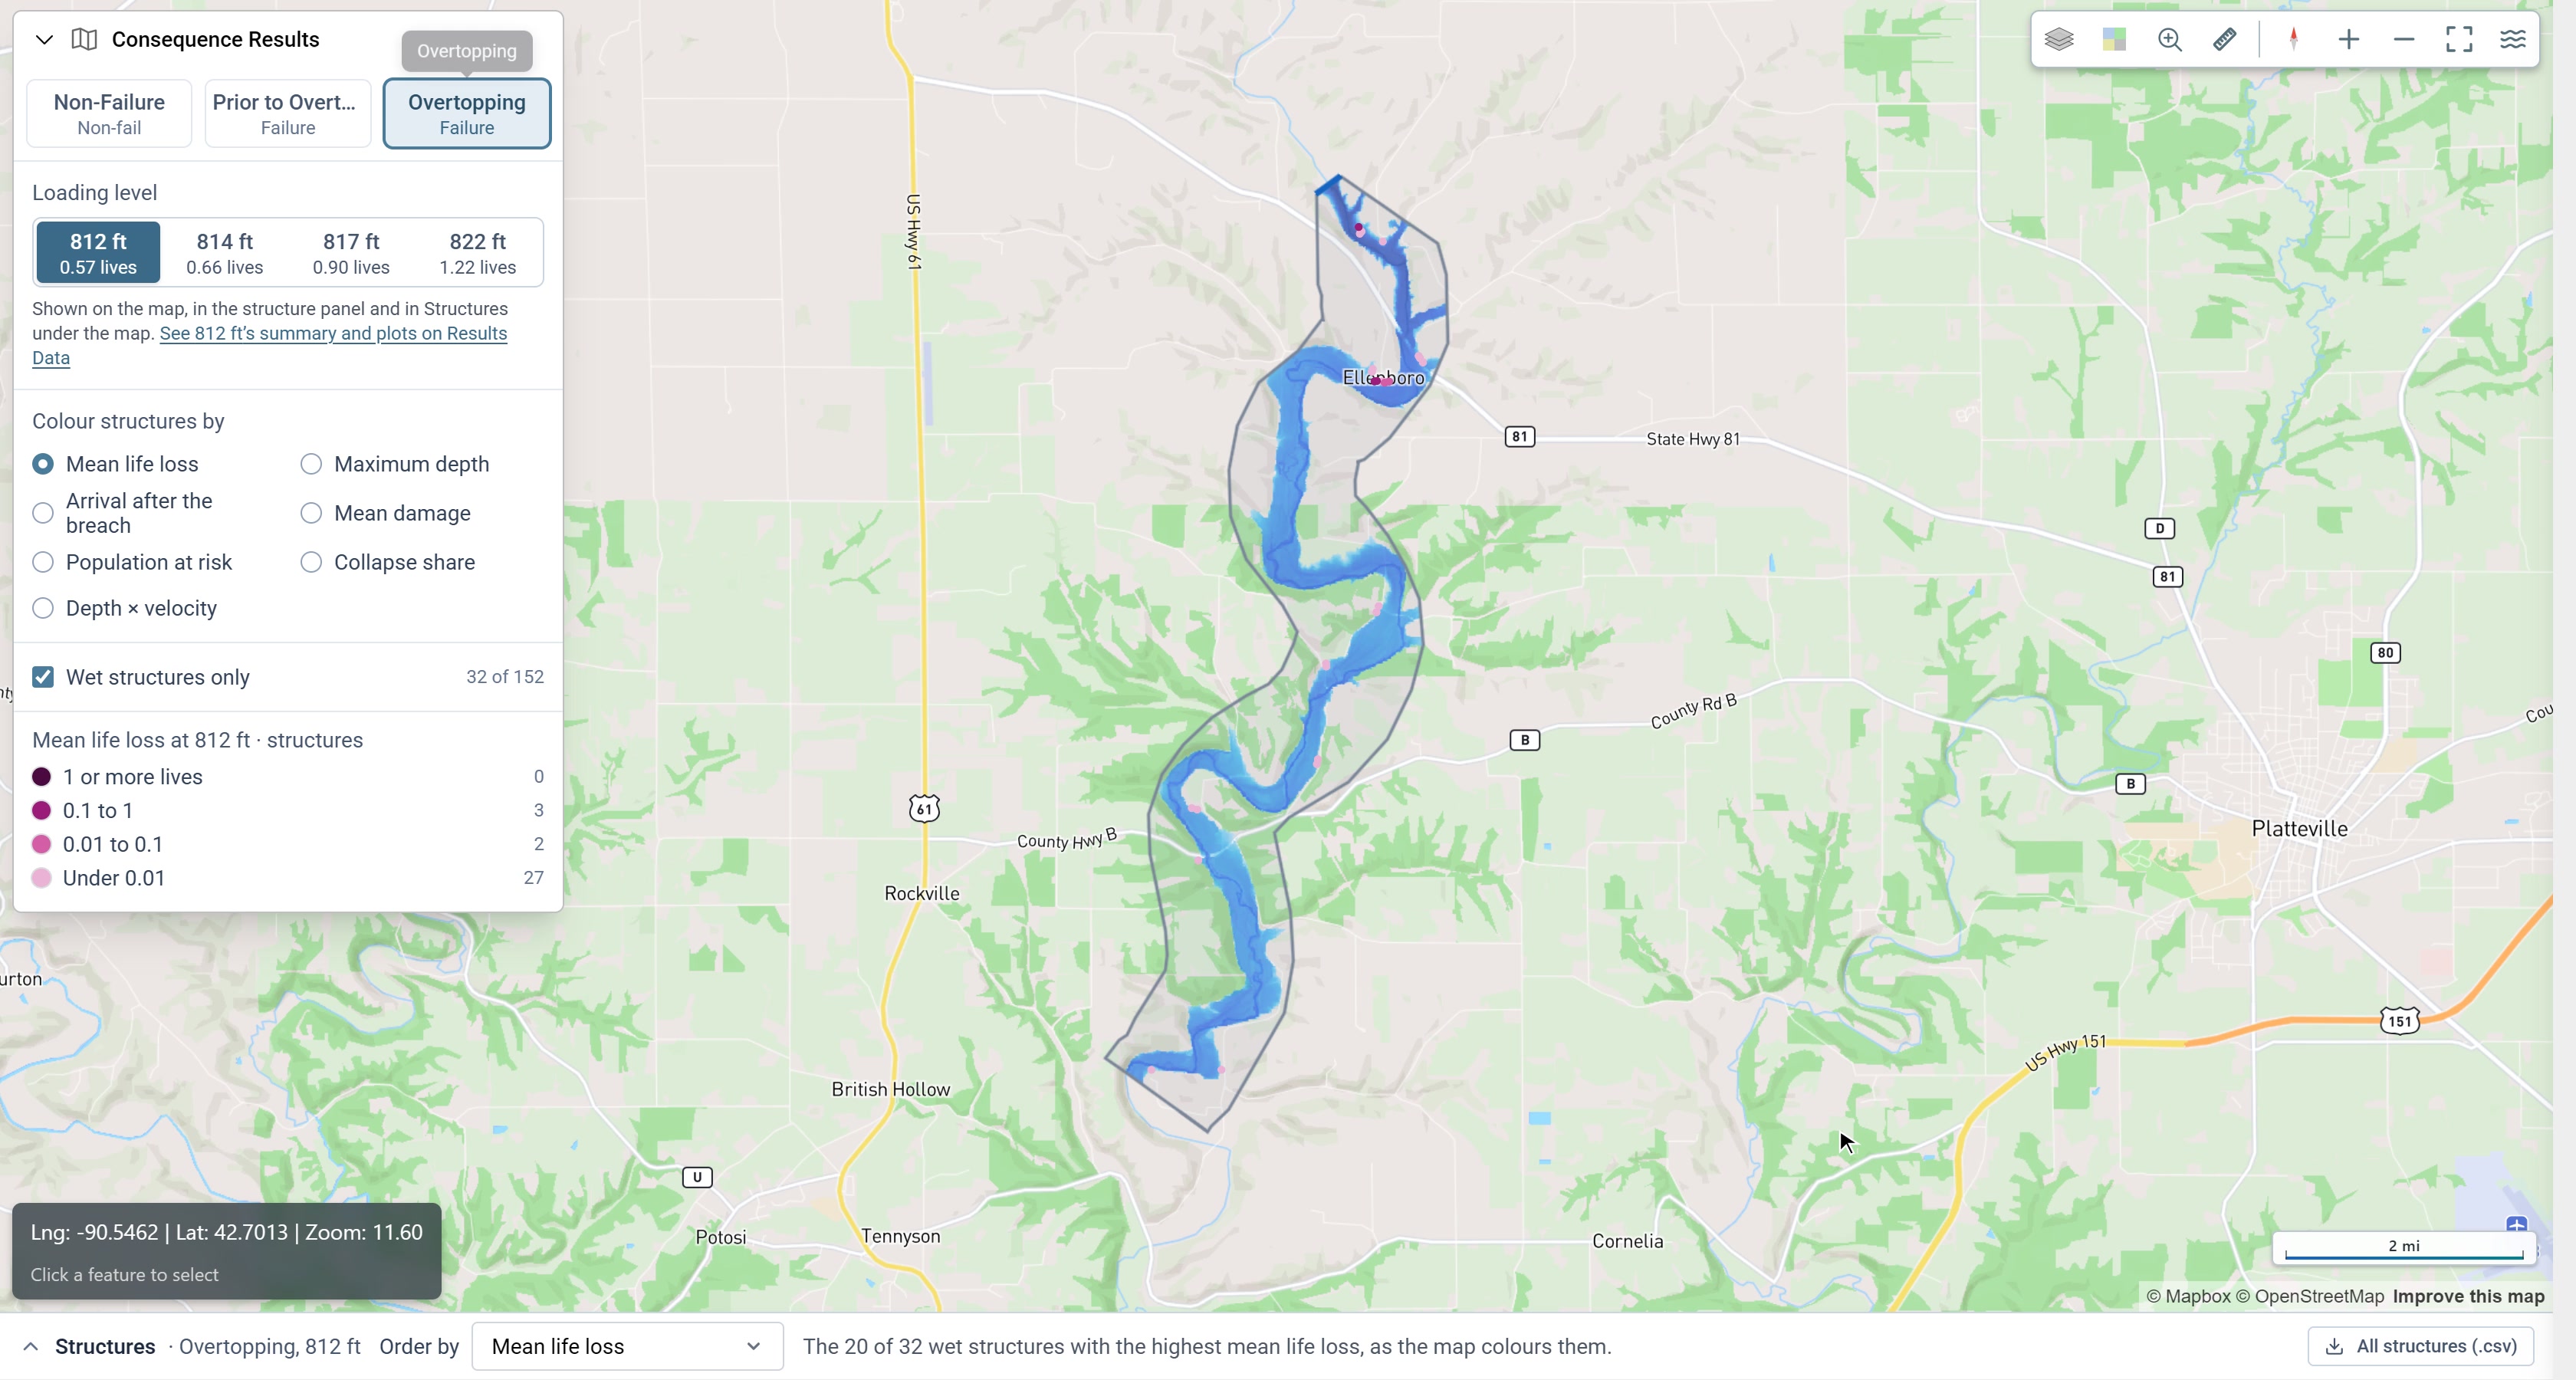 Consequence Results
Overtopping
Non-Failure
Non-fail
Prior to Overt...
Failure
Overtopping
Failure
Loading level
812 ft
0.57 lives
814 ft
0.66 lives
817 ft
0.90 lives
822 ft
1.22 lives
Shown on the map, in the structure panel and in Structures
under the map. See 812 ft's summary and plots on Results
Data
Colour structures by
Mean life loss
Maximum depth
Arrival after the
breach
Mean damage
Population at risk
Collapse share
Depth × velocity
Wet structures only
32 of 152
Mean life loss at 812 ft · structures
1 or more lives
0
0.1 to 1
3
0.01 to 0.1
2
Under 0.01
27
US Hwy 61
Ellenboro
81
State Hwy 81
D
81
80
County Rd B
B
B
Platteville
61
County Hwy B
Rockville
urton
151
US Hwy 151
British Hollow
U
Potosi
Tennyson
Cornelia
Cou
Lng: -90.5462 | Lat: 42.7013 | Zoom: 11.60
Click a feature to select
2 mi
© Mapbox © OpenStreetMap Improve this map
Structures · Overtopping, 812 ft Order by Mean life loss The 20 of 32 wet structures with the highest mean life loss, as the map colours them. All structures (.csv)